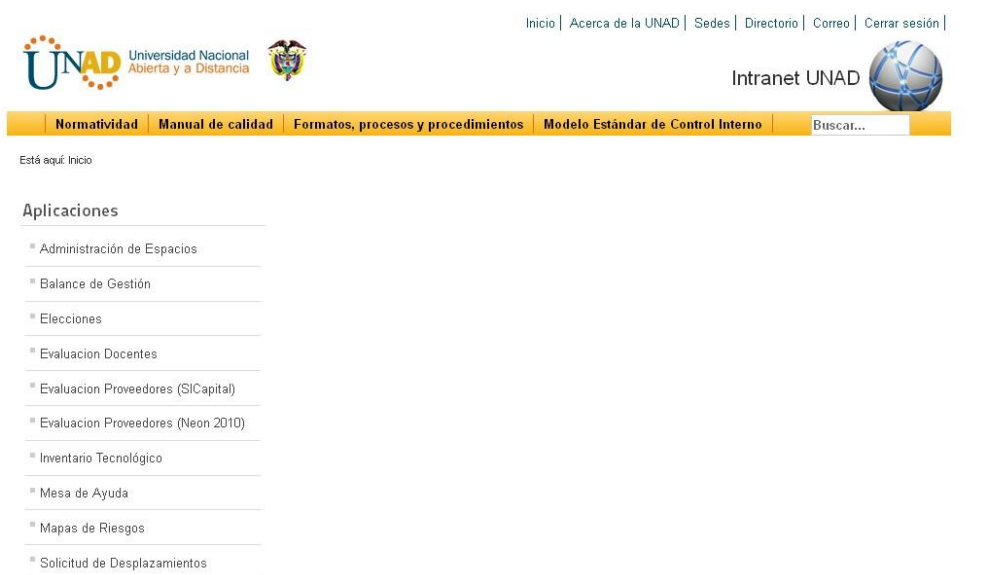 Inicio | Acerca de la UNAD | Sedes | Directorio | Correo | Cerrar sesión |
UNAD Universidad Nacional
Abierta y a Distancia
Intranet UNAD
Normatividad | Manual de calidad | Formatos, procesos y procedimientos | Modelo Estándar de Control Interno | Buscar...
Está aquí: Inicio
Aplicaciones
Administración de Espacios
Balance de Gestión
Elecciones
Evaluacion Docentes
Evaluacion Proveedores (SICapital)
Evaluacion Proveedores (Neon 2010)
Inventario Tecnológico
Mesa de Ayuda
Mapas de Riesgos
Solicitud de Desplazamientos